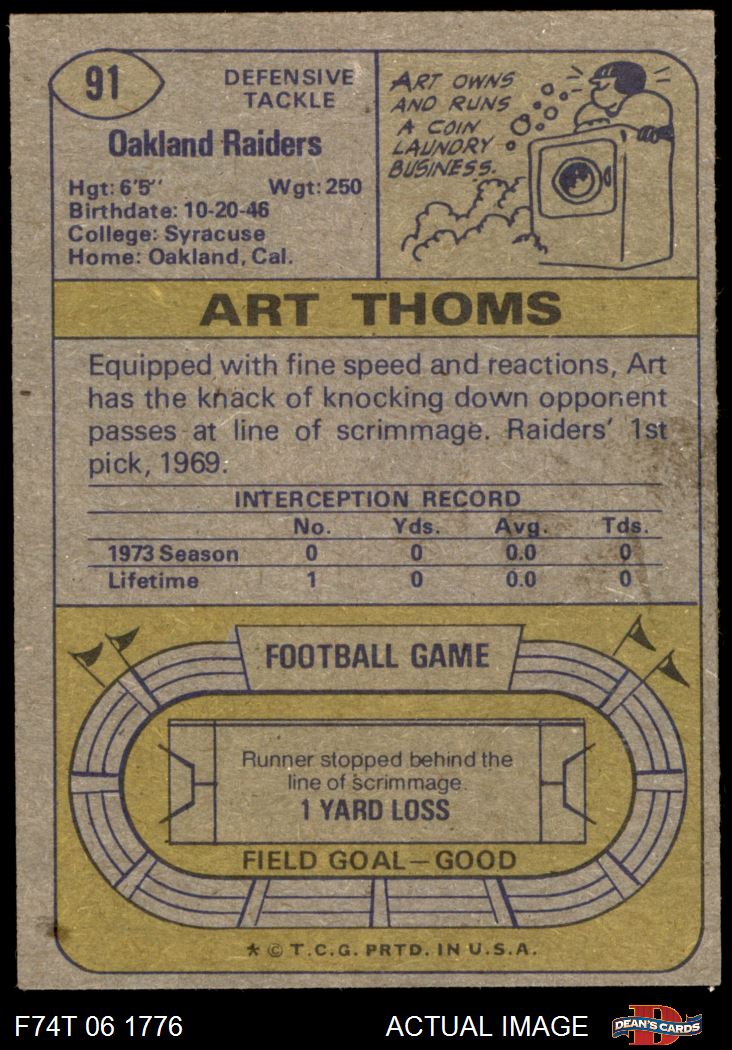 91
DEFENSIVE
TACKLE
Oakland Raiders
Hgt: 6'5" Wgt: 250
Birthdate: 10-20-46
College: Syracuse
Home: Oakland, Cal.
ART OWNS
AND RUNS
A COIN
LAUNDRY
BUSINESS.
ART THOMS
Equipped with fine speed and reactions, Art
has the knack of knocking down opponent
passes at line of scrimmage. Raiders' 1st
pick, 1969.
INTERCEPTION RECORD
No. Yds. Avg. Tds.
1973 Season 0 0 0.0 0
Lifetime 1 0 0.0 0
FOOTBALL GAME
Runner stopped behind the
line of scrimmage.
1 YARD LOSS
FIELD GOAL—GOOD
* © T.C.G. PRTD. IN U.S.A.
F74T 06 1776 ACTUAL IMAGE
D
DEAN'S CARDS